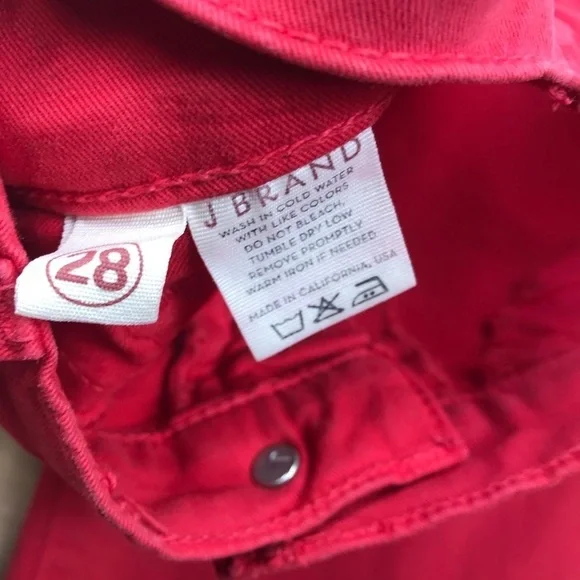 J BRAND
WASH IN COLD WATER
WITH LIKE COLORS
DO NOT BLEACH.
TUMBLE DRY LOW
REMOVE PROMPTLY
WARM IRON IF NEEDED.
MADE IN CALIFORNIA, USA
28